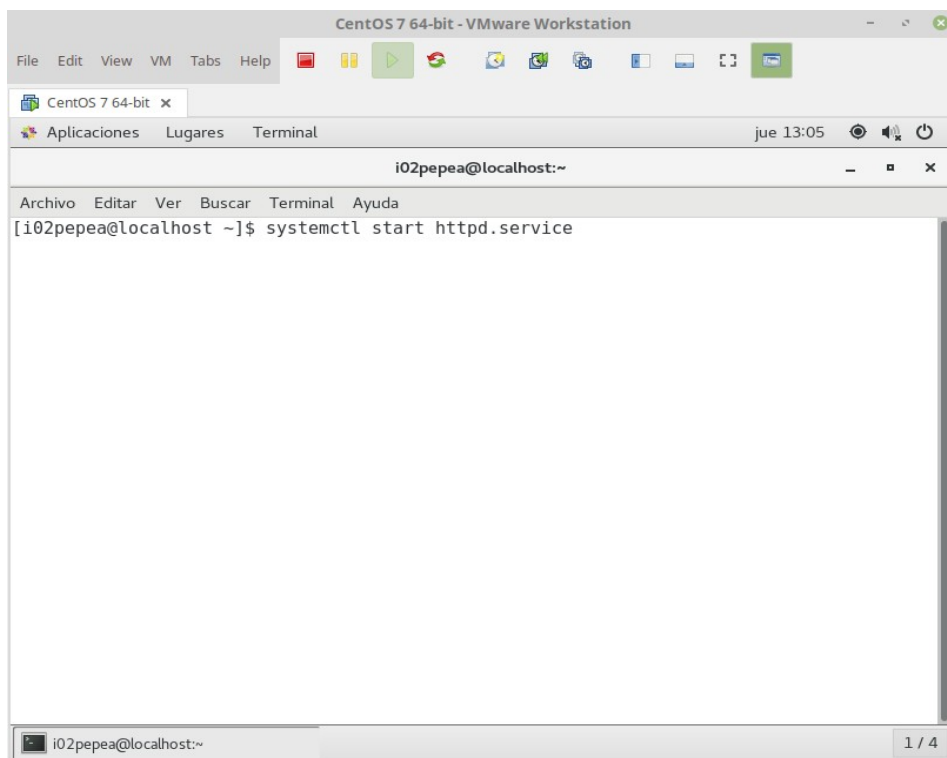 CentOS 7 64-bit - VMware Workstation
File Edit View VM Tabs Help
CentOS 7 64-bit
Aplicaciones Lugares Terminal jue 13:05
i02pepea@localhost:~
Archivo Editar Ver Buscar Terminal Ayuda
[i02pepea@localhost ~]$ systemctl start httpd.service
i02pepea@localhost:~ 1 / 4